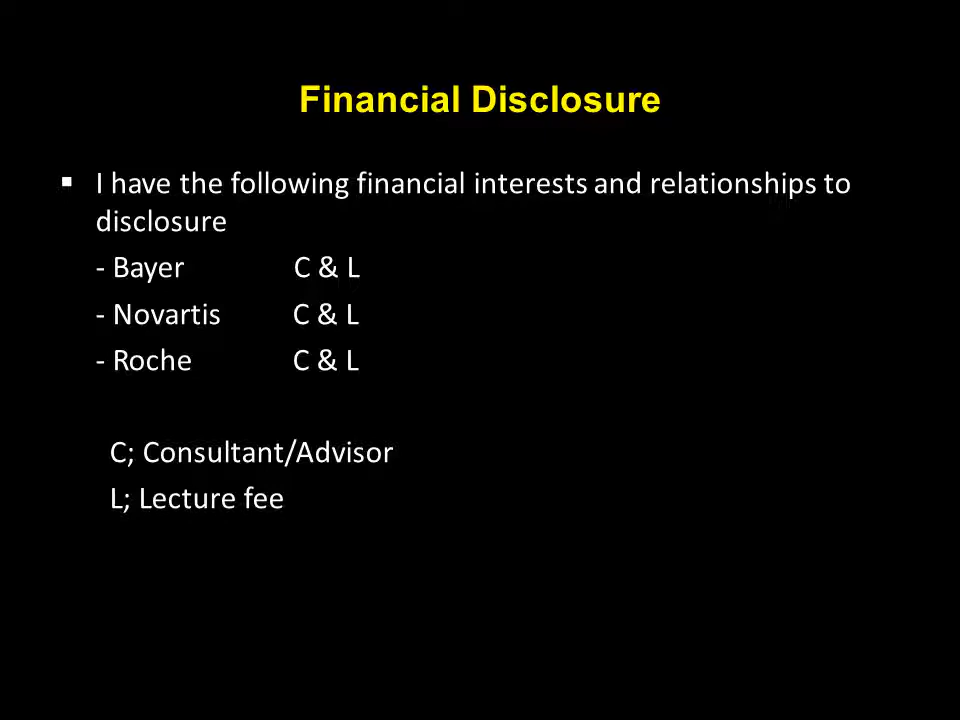 Financial Disclosure
▪ I have the following financial interests and relationships to
disclosure
- Bayer C & L
- Novartis C & L
- Roche C & L
C; Consultant/Advisor
L; Lecture fee